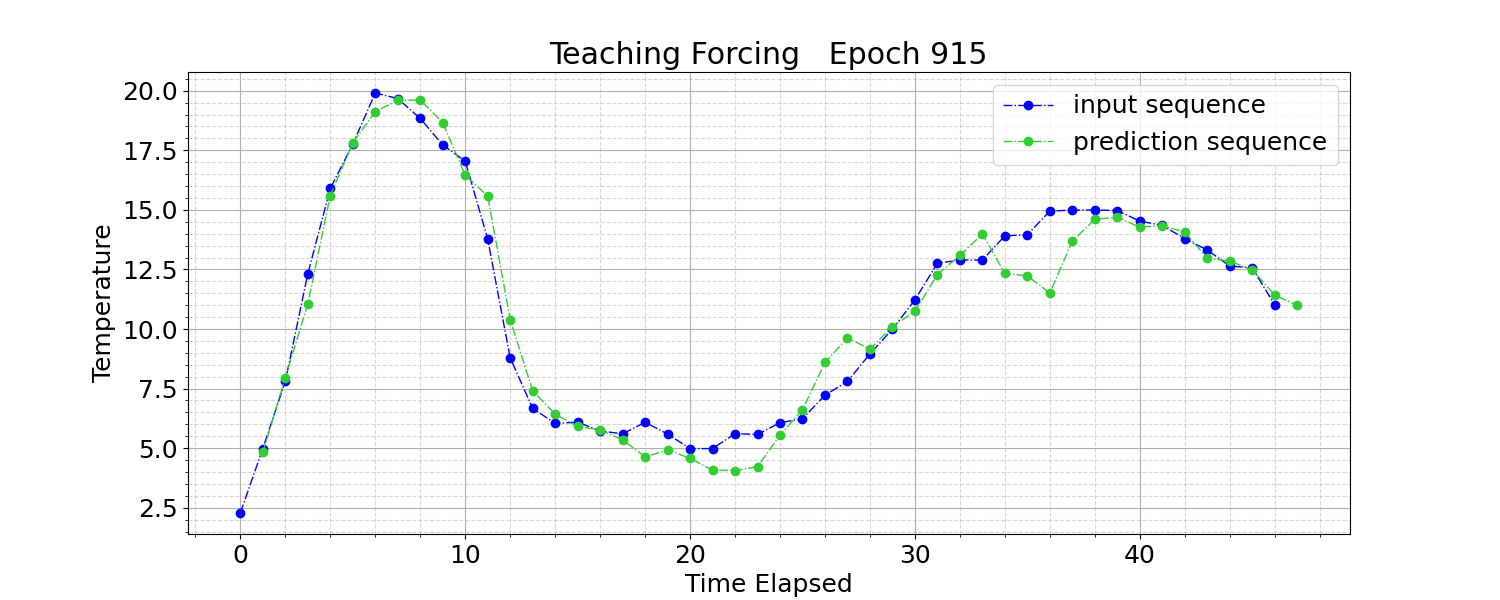 Teaching Forcing   Epoch 915
20.0
17.5
15.0
12.5
10.0
7.5
5.0
2.5
Temperature
input sequence
prediction sequence
0 10 20 30 40
Time Elapsed